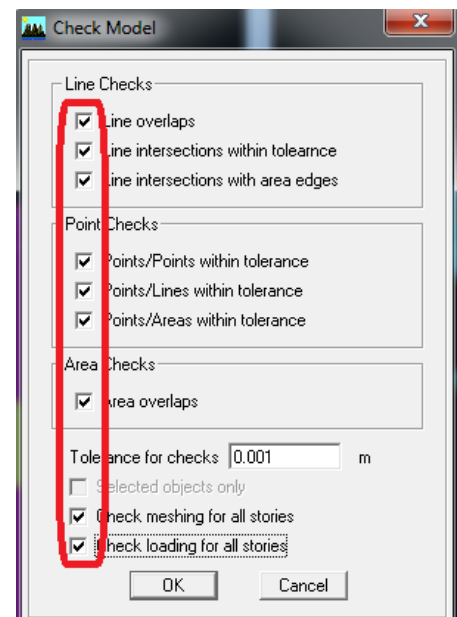 Check Model
x
Line Checks
Line overlaps
Line intersections within tolearnce
Line intersections with area edges
Point Checks
Points/Points within tolerance
Points/Lines within tolerance
Points/Areas within tolerance
Area Checks
Area overlaps
Tolerance for checks 0.001 m
Selected objects only
Check meshing for all stories
Check loading for all stories
OK Cancel